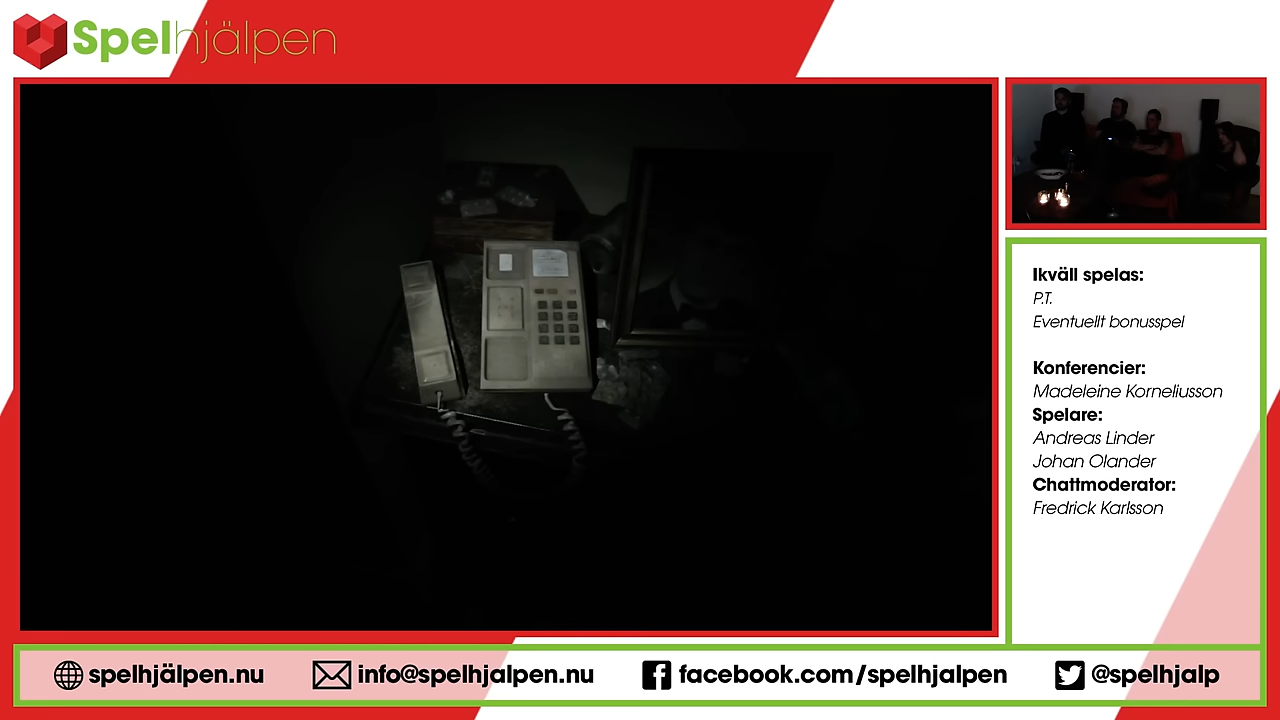 Spelhjälpen
Ikväll spelas:
P.T.
Eventuellt bonusspel
Konferencier:
Madeleine Korneliusson
Spelare:
Andreas Linder
Johan Olander
Chattmoderator:
Fredrick Karlsson
spelhjälpen.nu
info@spelhjalpen.nu
facebook.com/spelhjalpen
@spelhjalp